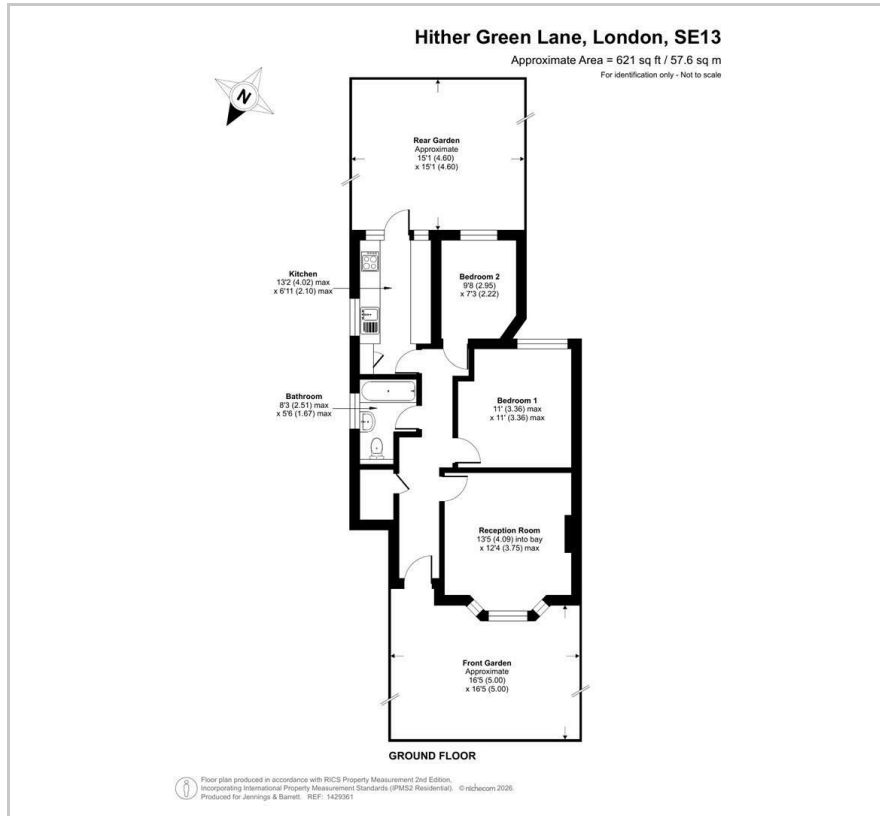 Hither Green Lane, London, SE13
Approximate Area = 621 sq ft / 57.6 sq m
For identification only - Not to scale
N
Rear Garden
Approximate
15'1 (4.60)
x 15'1 (4.60)
Kitchen
13'2 (4.02) max
x 6'11 (2.10) max
Bedroom 2
9'8 (2.95)
x 7'3 (2.22)
Bathroom
8'3 (2.51) max
x 5'6 (1.67) max
Bedroom 1
11' (3.36) max
x 11' (3.36) max
Reception Room
13'5 (4.09) into bay
x 12'4 (3.75) max
Front Garden
Approximate
16'5 (5.00)
x 16'5 (5.00)
GROUND FLOOR
Floor plan produced in accordance with RICS Property Measurement 2nd Edition,
Incorporating International Property Measurement Standards (IPMS2 Residential). © nichecom 2026.
Produced for Jennings & Barrett. REF: 1429361